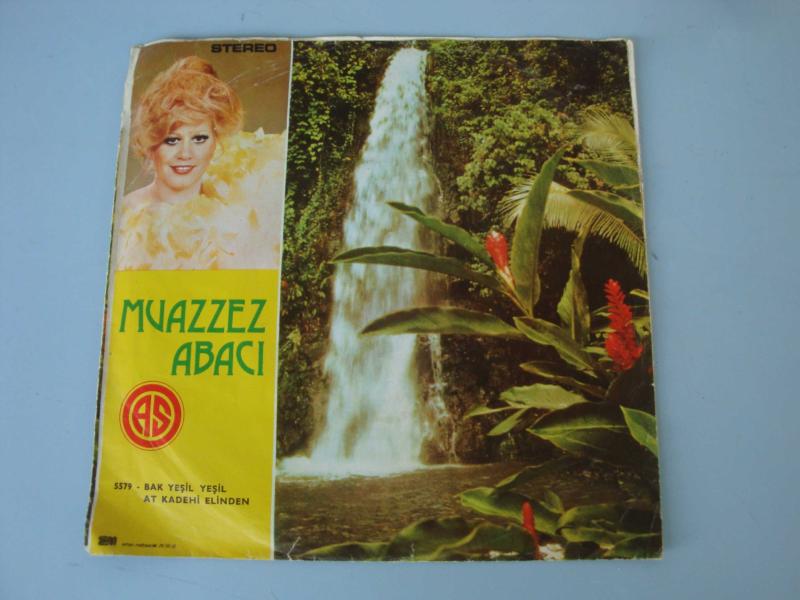 STEREO
MUAZZEZ
ABACI
AS
5579 - BAK YEŞİL YEŞİL
AT KADEHİ ELİNDEN